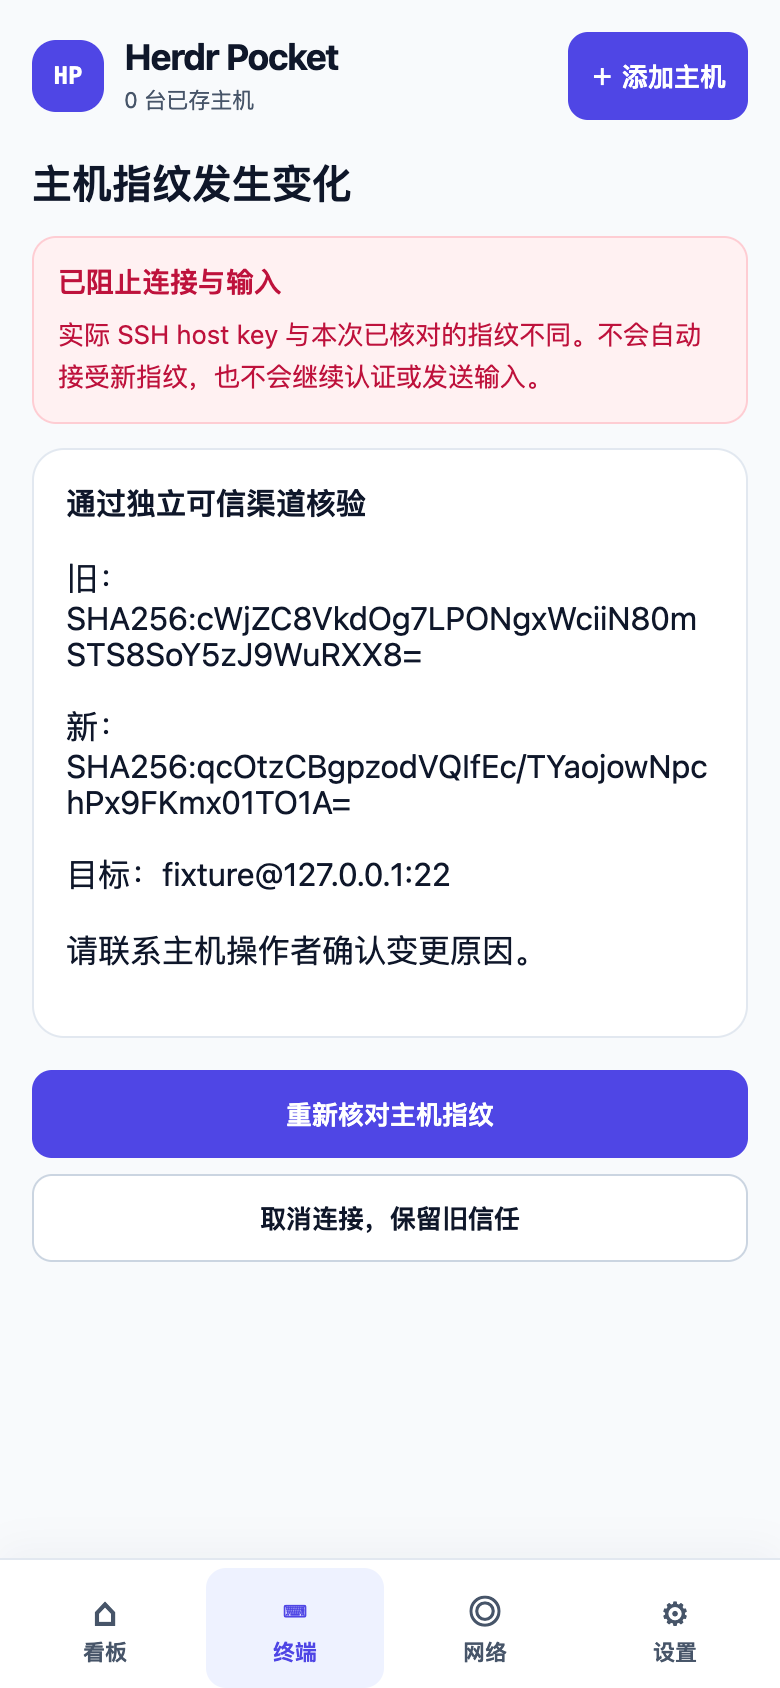 HP
Herdr Pocket
0 台已存主机
+ 添加主机
主机指纹发生变化
已阻止连接与输入
实际 SSH host key 与本次已核对的指纹不同。不会自动
接受新指纹，也不会继续认证或发送输入。
通过独立可信渠道核验
旧：
SHA256:cWjZC8VkdOg7LPONgxWciiN80m
STS8SoY5zJ9WuRXX8=
新：
SHA256:qcOtzCBgpzodVQIfEc/TYaojowNpc
hPx9FKmx01TO1A=
目标：fixture@127.0.0.1:22
请联系主机操作者确认变更原因。
重新核对主机指纹
取消连接，保留旧信任
看板
终端
网络
设置